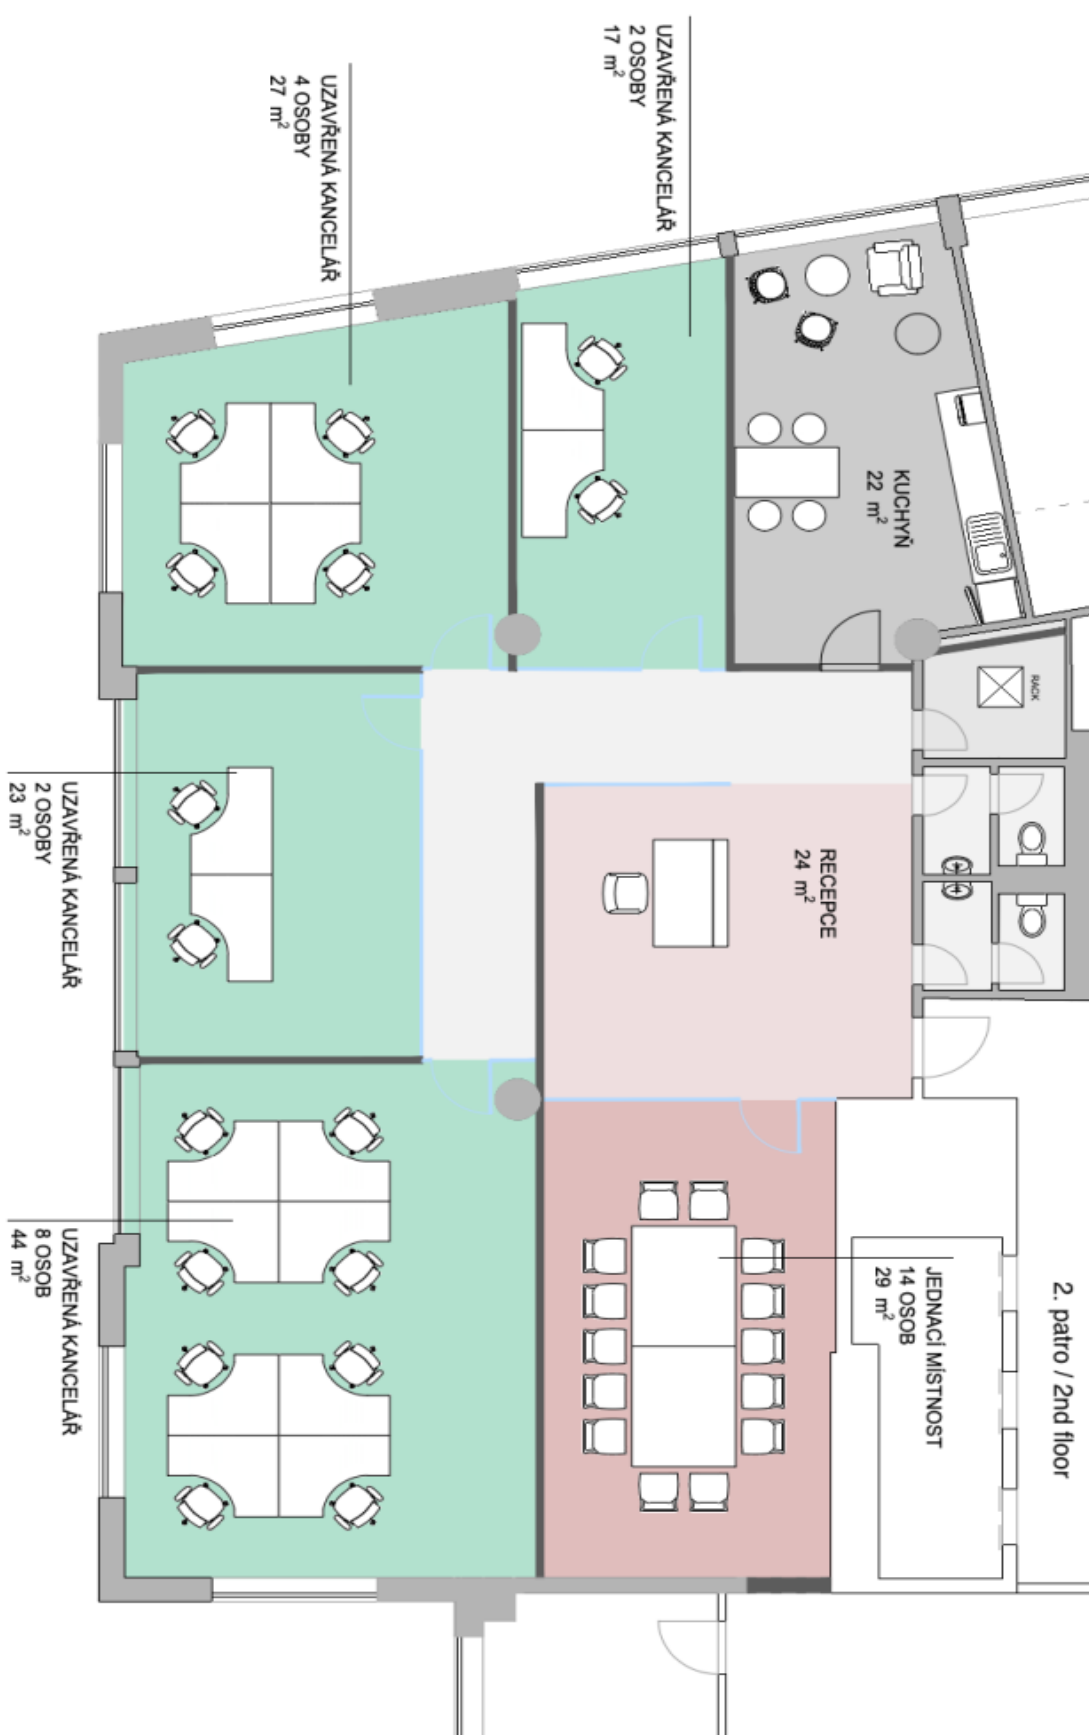 2. patro / 2nd floor
UZAVŘENÁ KANCELÁŘ
2 OSOBY
17 m²
UZAVŘENÁ KANCELÁŘ
4 OSOBY
27 m²
KUCHYŇ
22 m²
RACK
RECEPCE
24 m²
UZAVŘENÁ KANCELÁŘ
2 OSOBY
23 m²
JEDNACÍ MÍSTNOST
14 OSOB
29 m²
UZAVŘENÁ KANCELÁŘ
8 OSOB
44 m²